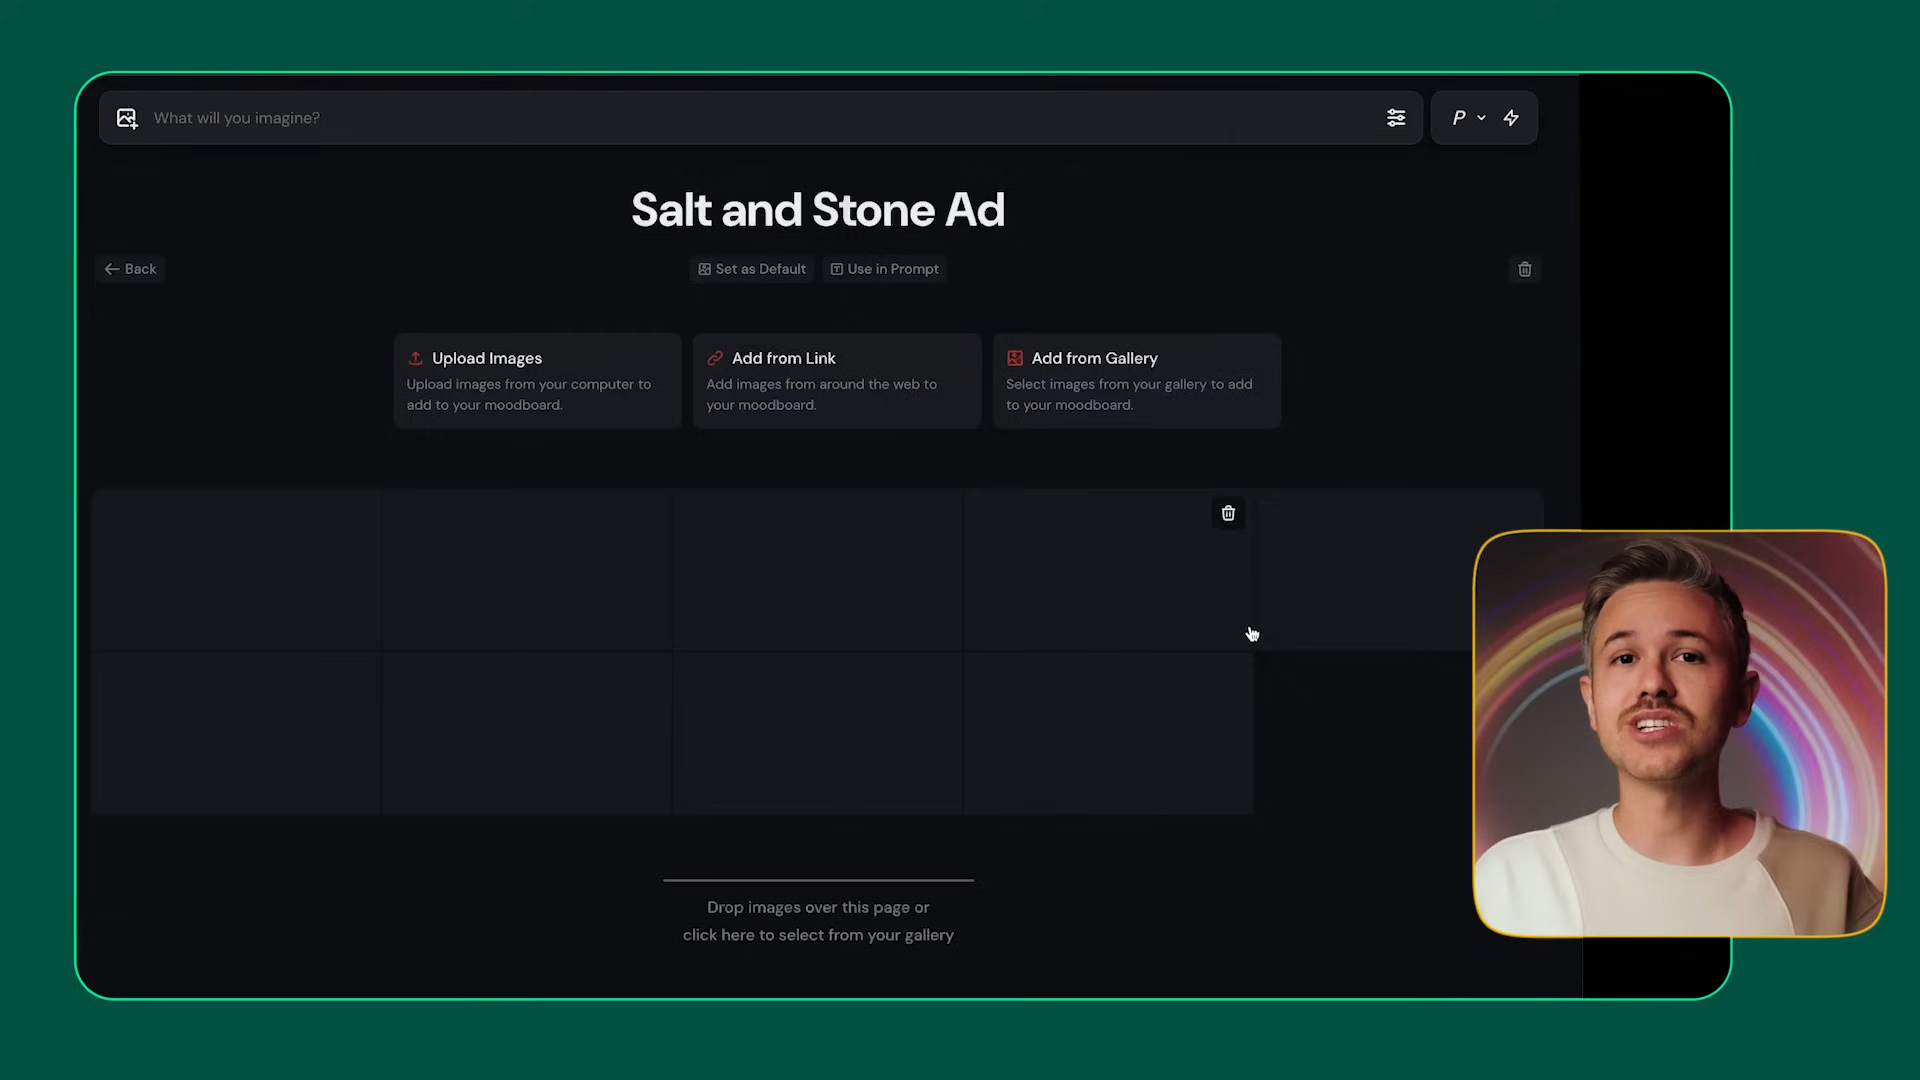 What will you imagine?
P
Salt and Stone Ad
Back
Set as Default
Use in Prompt
Upload Images
Upload images from your computer to
add to your moodboard.
Add from Link
Add images from around the web to
your moodboard.
Add from Gallery
Select images from your gallery to add
to your moodboard.
Drop images over this page or
click here to select from your gallery